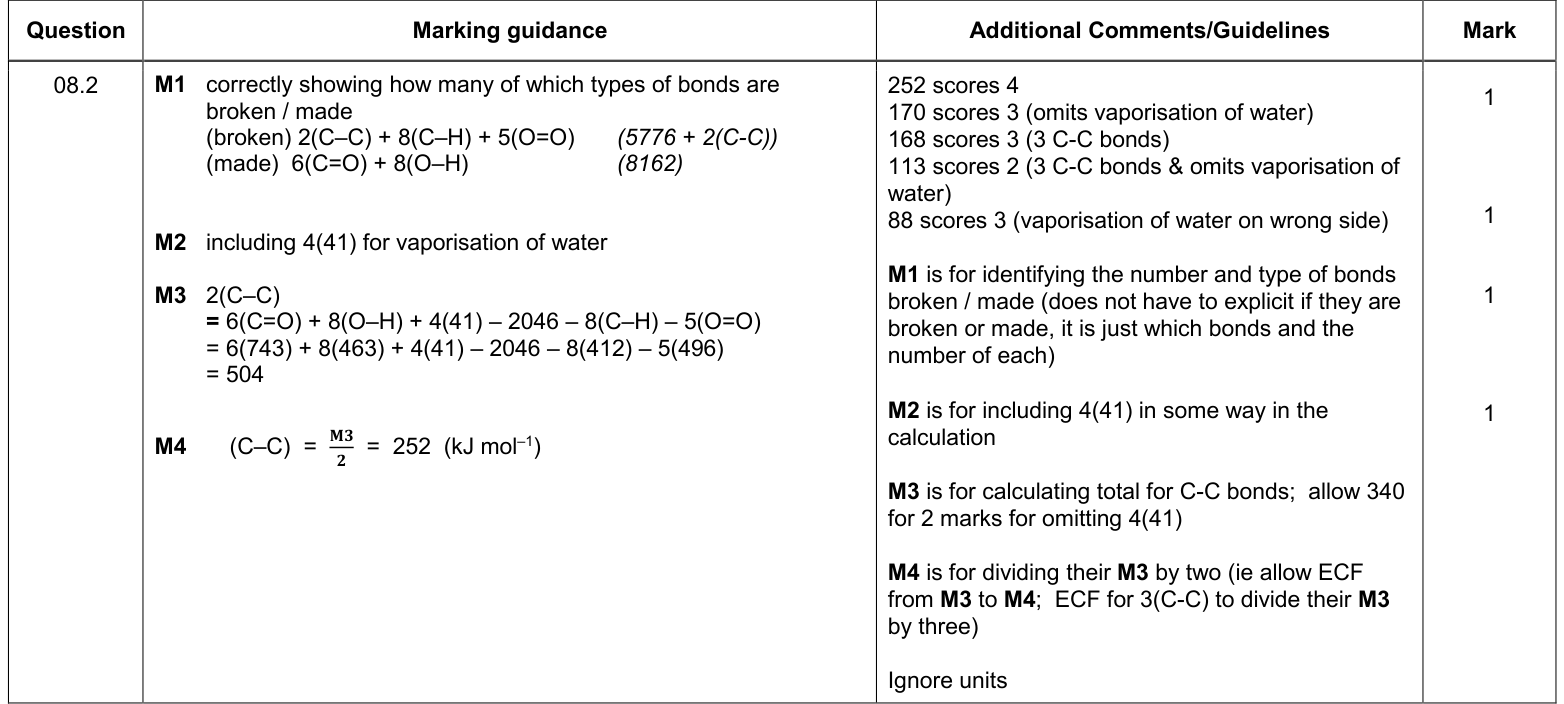 Question Marking guidance Additional Comments/Guidelines Mark
08.2
M1 correctly showing how many of which types of bonds are
broken / made
(broken) 2(C–C) + 8(C–H) + 5(O=O) (5776 + 2(C-C))
(made) 6(C=O) + 8(O–H) (8162)
M2 including 4(41) for vaporisation of water
M3 2(C–C)
= 6(C=O) + 8(O–H) + 4(41) – 2046 – 8(C–H) – 5(O=O)
= 6(743) + 8(463) + 4(41) – 2046 – 8(412) – 5(496)
= 504
M4 (C–C) = M3/2 = 252 (kJ mol⁻¹)
252 scores 4
170 scores 3 (omits vaporisation of water)
168 scores 3 (3 C-C bonds)
113 scores 2 (3 C-C bonds & omits vaporisation of
water)
88 scores 3 (vaporisation of water on wrong side)
M1 is for identifying the number and type of bonds
broken / made (does not have to explicit if they are
broken or made, it is just which bonds and the
number of each)
M2 is for including 4(41) in some way in the
calculation
M3 is for calculating total for C-C bonds; allow 340
for 2 marks for omitting 4(41)
M4 is for dividing their M3 by two (ie allow ECF
from M3 to M4; ECF for 3(C-C) to divide their M3
by three)
Ignore units
1
1
1
1